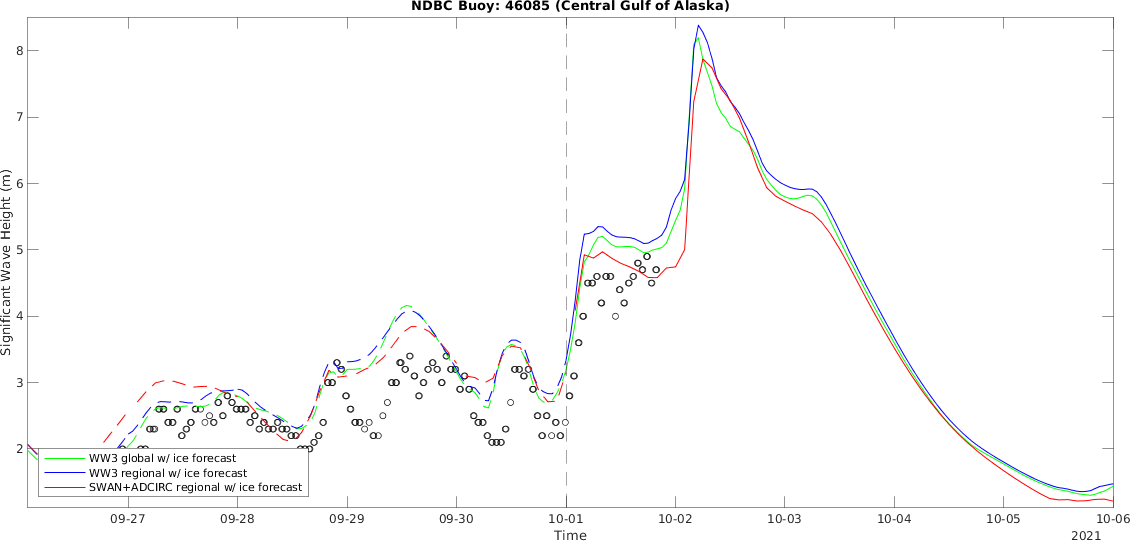 NDBC Buoy: 46085 (Central Gulf of Alaska)
8
7
6
5
4
3
2
Significant Wave Height (m)
WW3 global w/ ice forecast
WW3 regional w/ ice forecast
SWAN+ADCIRC regional w/ ice forecast
09-27 09-28 09-29 09-30 10-01 10-02 10-03 10-04 10-05 10-06
Time
2021